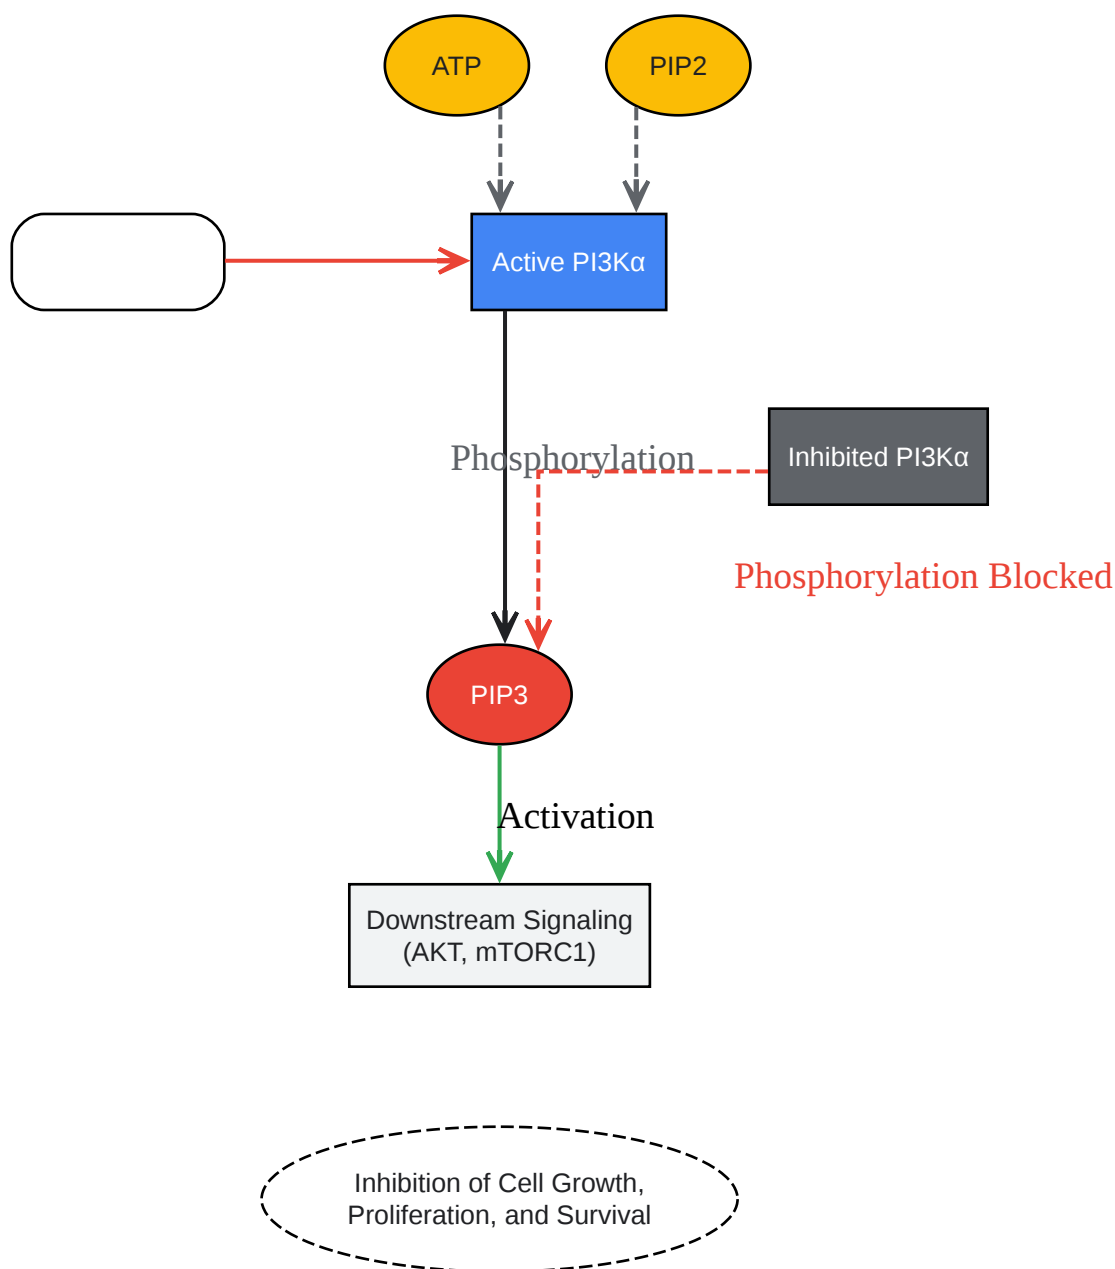 ATP
PIP2
Active PI3Kα
Phosphorylation
Inhibited PI3Kα
Phosphorylation Blocked
PIP3
Activation
Downstream Signaling
(AKT, mTORC1)
Inhibition of Cell Growth,
Proliferation, and Survival